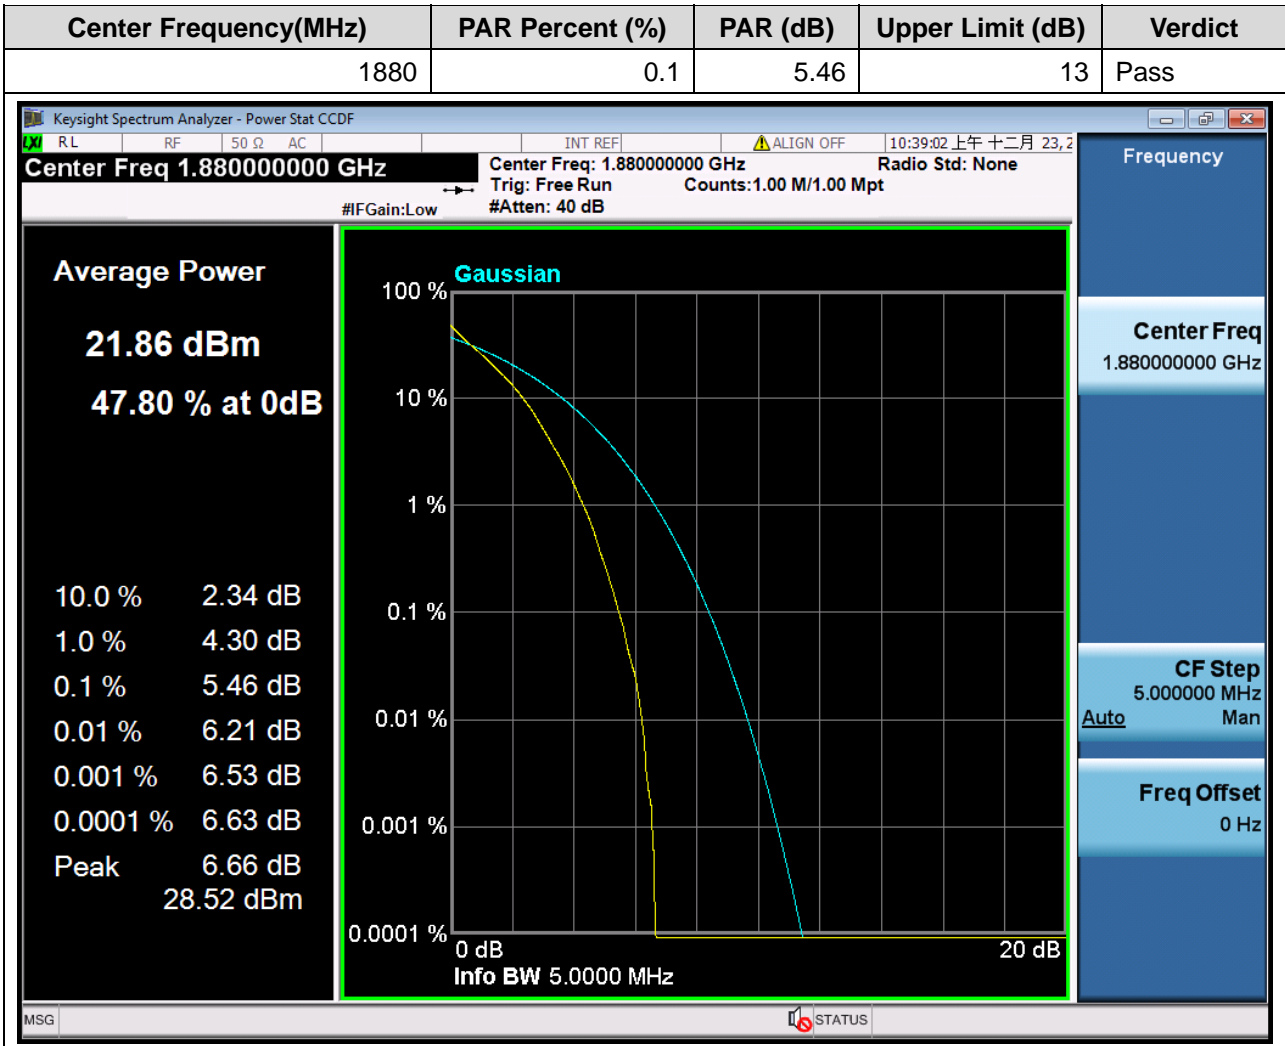 Center Frequency(MHz) PAR Percent (%) PAR (dB) Upper Limit (dB) Verdict
1880 0.1 5.46 13 Pass
Keysight Spectrum Analyzer - Power Stat CCDF
LXI RL RF 50 Ω AC INT REF ALIGN OFF 10:39:02 上午 十二月 23, 2
Center Freq 1.880000000 GHz
Center Freq: 1.880000000 GHz Radio Std: None
Trig: Free Run Counts:1.00 M/1.00 Mpt
#IFGain:Low #Atten: 40 dB
Average Power
21.86 dBm
47.80 % at 0dB
10.0 % 2.34 dB
1.0 % 4.30 dB
0.1 % 5.46 dB
0.01 % 6.21 dB
0.001 % 6.53 dB
0.0001 % 6.63 dB
Peak 6.66 dB
28.52 dBm
Gaussian
100 %
10 %
1 %
0.1 %
0.01 %
0.001 %
0.0001 %
0 dB 20 dB
Info BW 5.0000 MHz
Frequency
Center Freq
1.880000000 GHz
CF Step
5.000000 MHz
Auto Man
Freq Offset
0 Hz
MSG STATUS